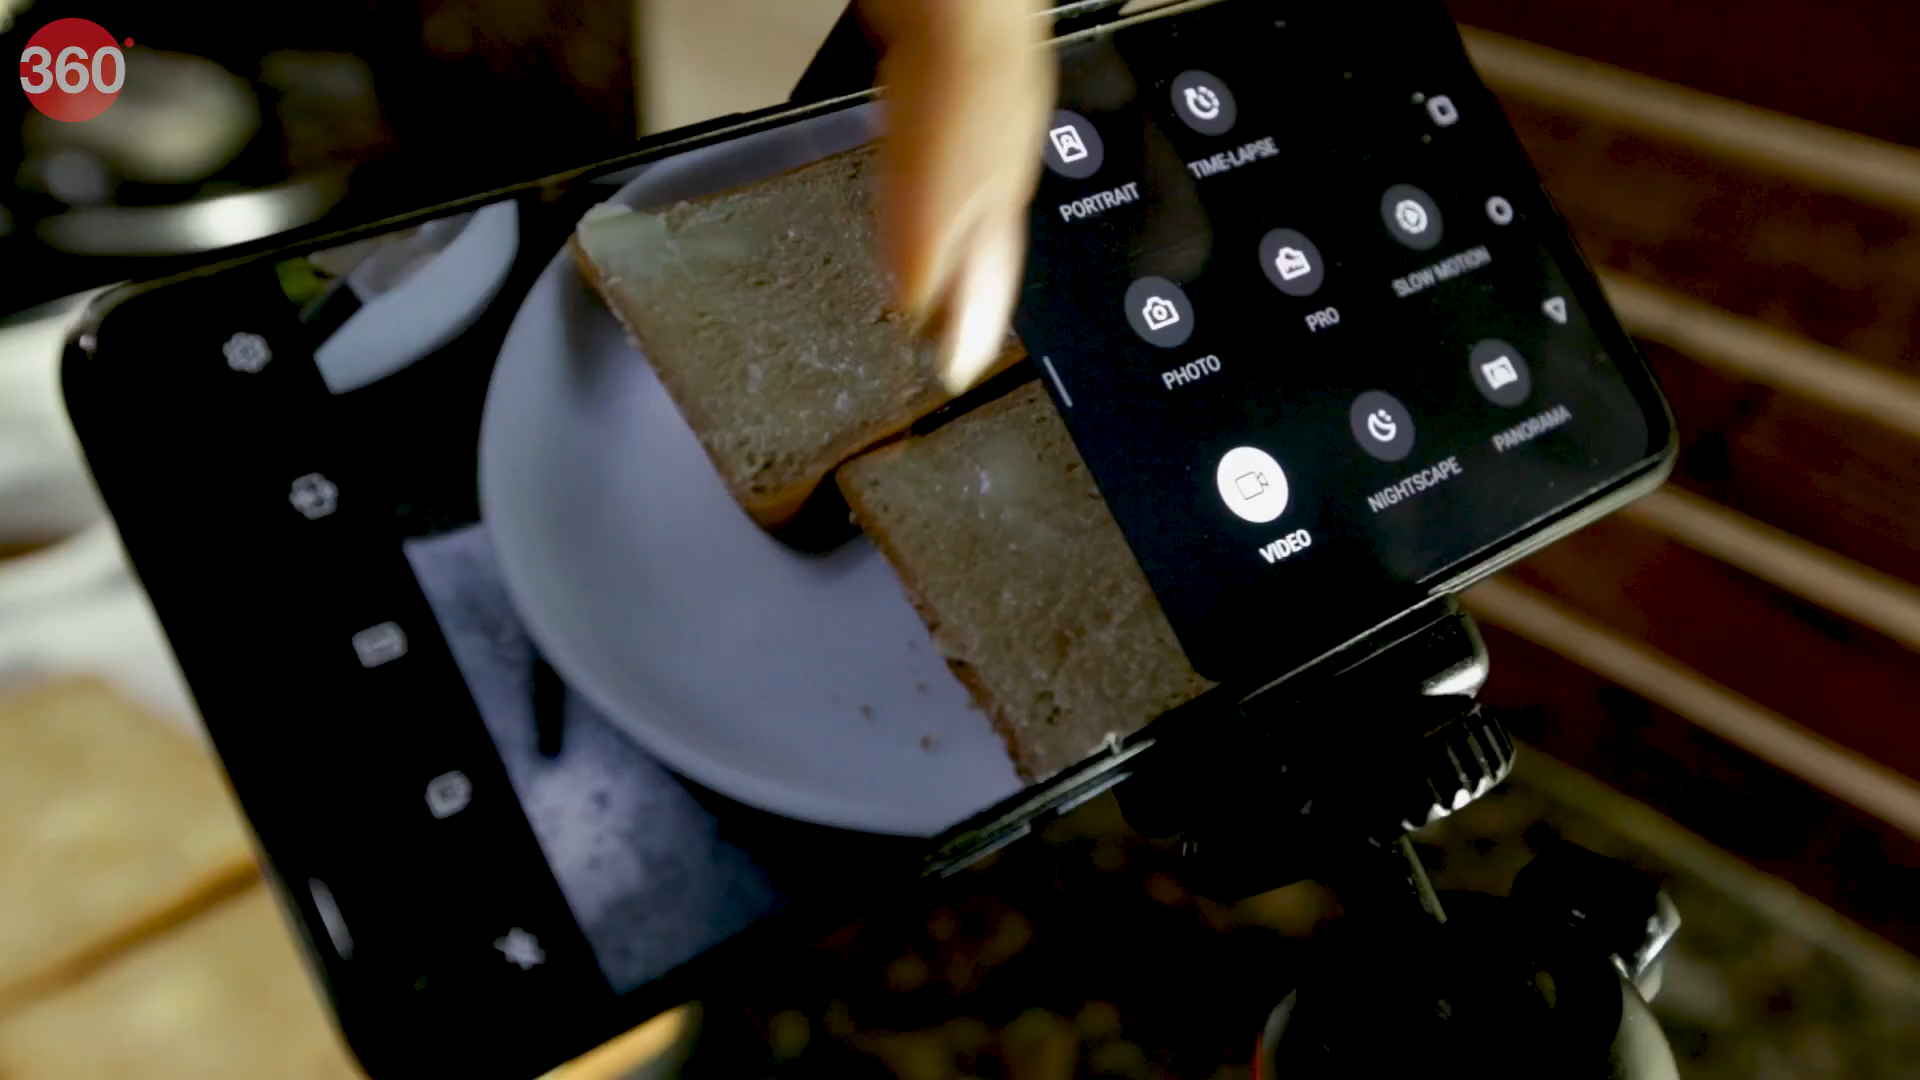 360
PORTRAIT
TIME-LAPSE
PHOTO
PRO
SLOW MOTION
VIDEO
NIGHTSCAPE
PANORAMA